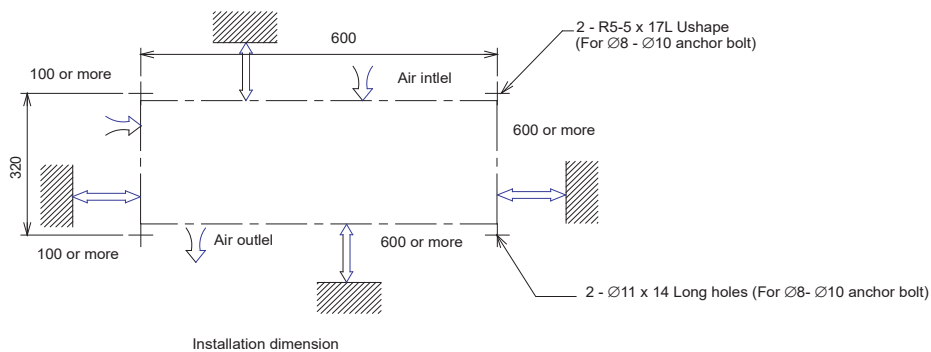 2 - R5-5 x 17L Ushape
(For ∅8 - ∅10 anchor bolt)
600
100 or more
Air intlel
600 or more
320
100 or more
Air outlel
600 or more
2 - ∅11 x 14 Long holes (For ∅8- ∅10 anchor bolt)
Installation dimension